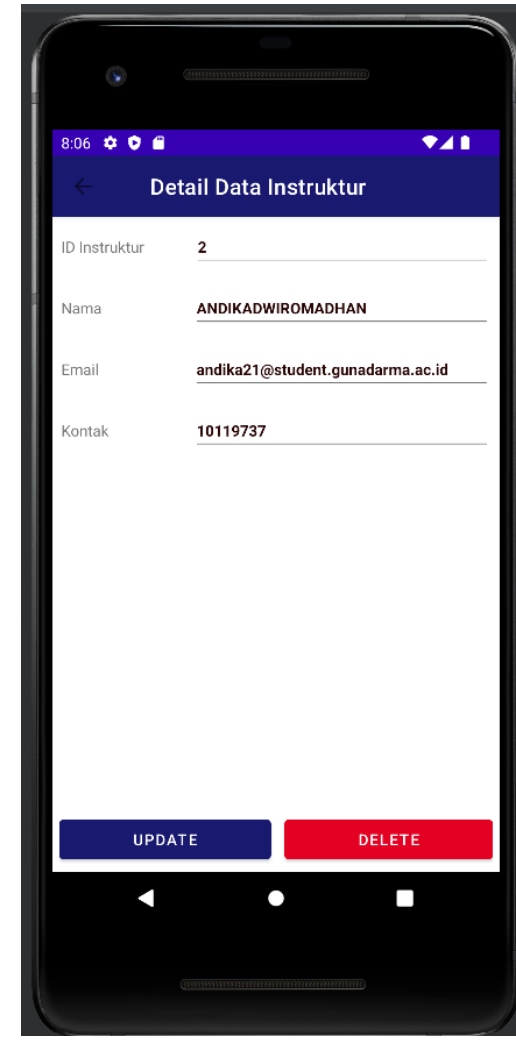 8:06
Detail Data Instruktur
ID Instruktur 2
Nama ANDIKADWIROMADHAN
Email andika21@student.gunadarma.ac.id
Kontak 10119737
UPDATE DELETE